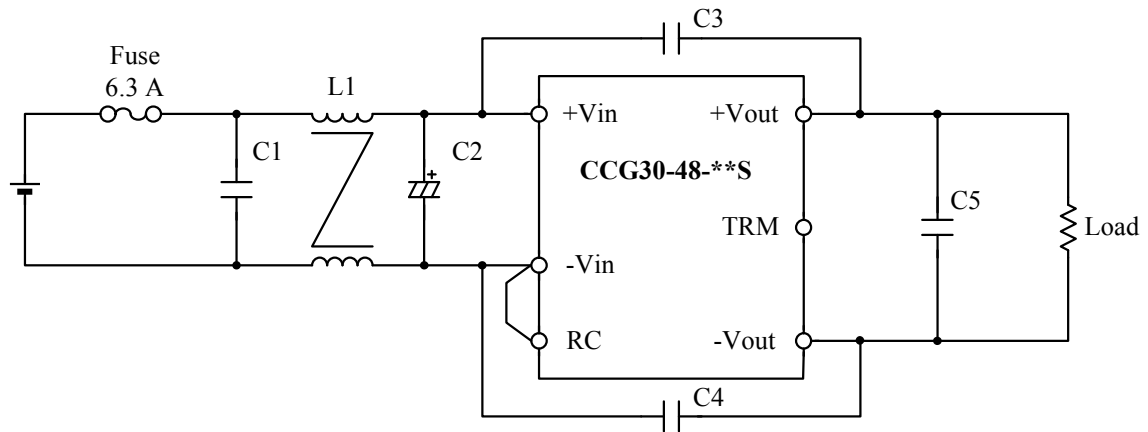 C3
Fuse
6.3 A
L1
+Vin
+Vout
C1
C2
+
CCG30-48-**S
C5
TRM
Load
-Vin
RC
-Vout
C4